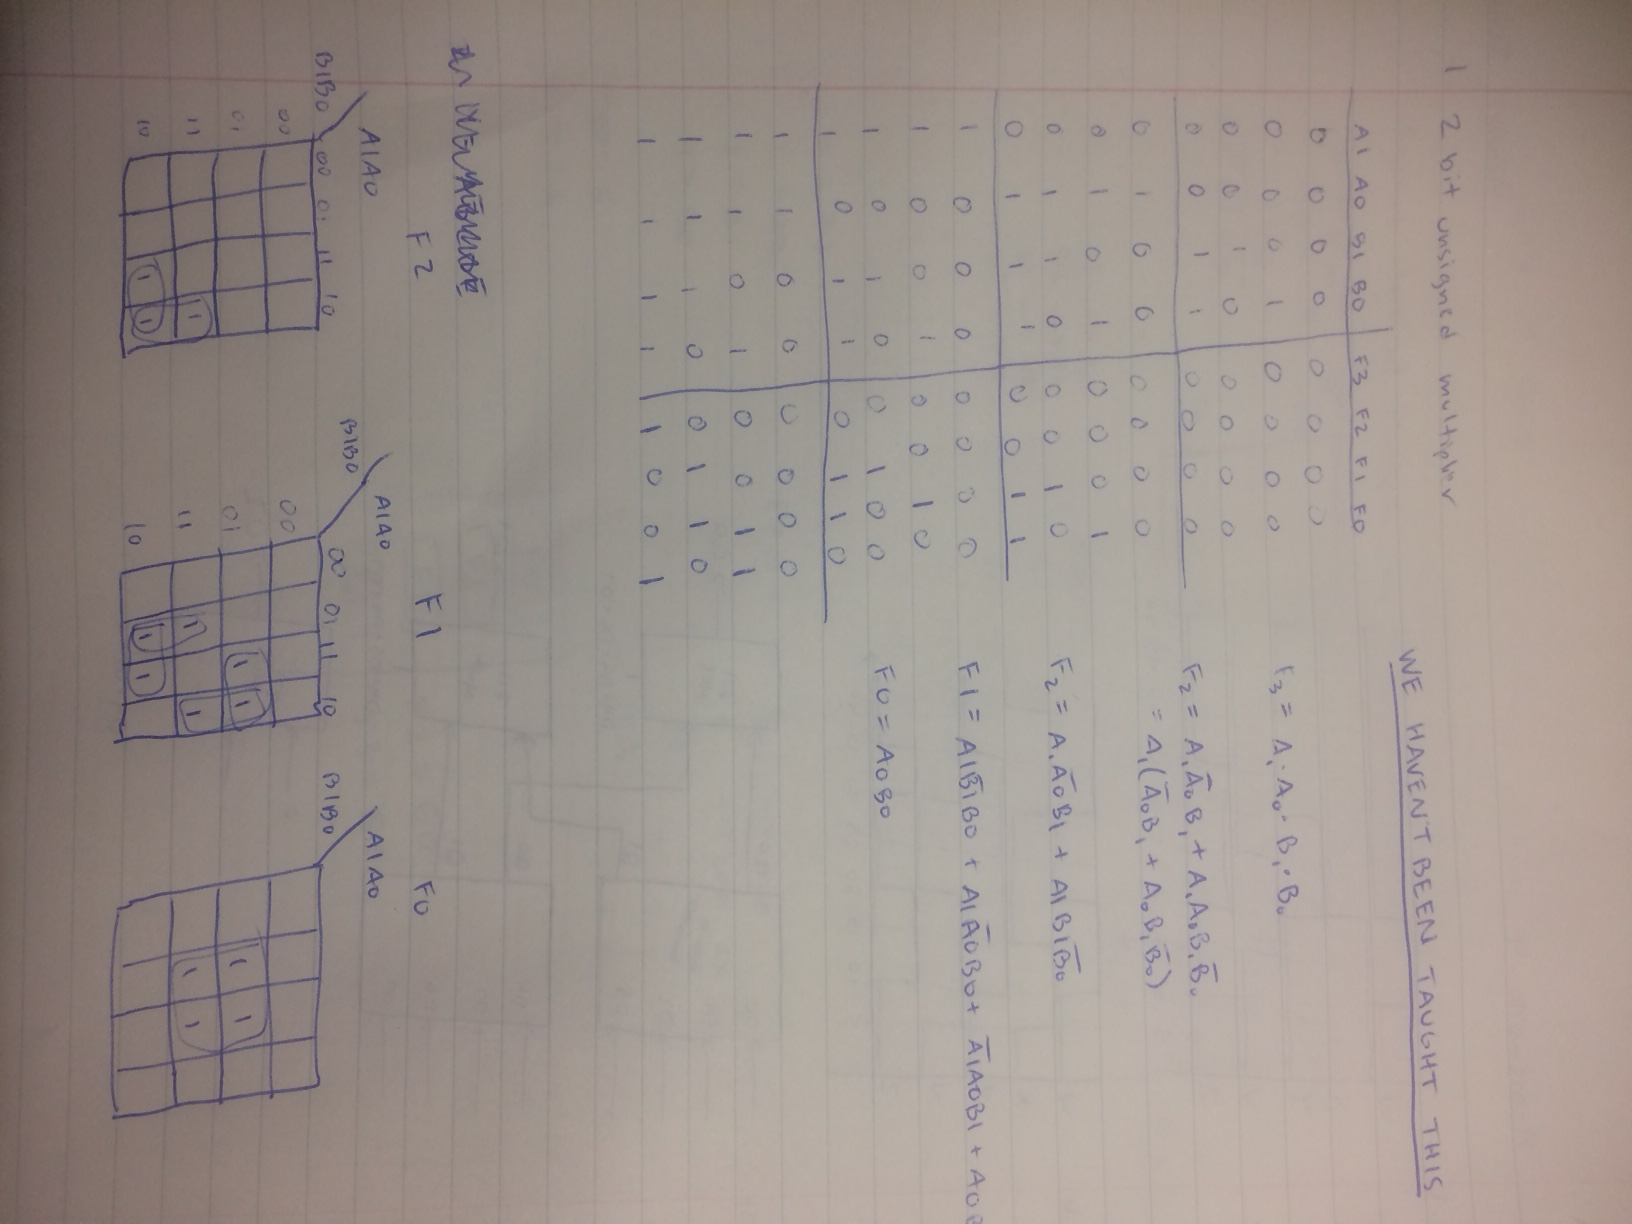 1 2 bit unsigned multiplier
WE HAVENT BEEN TAUGHT THIS
A1 A0 B1 B0 F3 F2 F1 F0
0 0 0 0 0 0 0 0
0 0 0 1 0 0 0 0
0 0 1 0 0 0 0 0
0 0 1 1 0 0 0 0
0 1 0 0 0 0 0 0
0 1 0 1 0 0 0 1
0 1 1 0 0 0 1 0
0 1 1 1 0 0 1 1
1 0 0 0 0 0 0 0
1 0 0 1 0 0 1 0
1 0 1 0 0 1 0 0
1 0 1 1 0 1 1 0
1 1 0 0 0 0 0 0
1 1 0 1 0 0 1 1
1 1 1 0 0 1 1 0
1 1 1 1 1 0 0 1
F₃ = A₁·A₀·B₁·B₀
F₂ = A₁A̅₀B₁ + A₁A₀B₁B̅₀
= A₁(A̅₀B₁ + A₀B₁B̅₀)
F₂ = A₁A̅0B1 + A1B1B̅0
F1 = A1B̅1B0 + A1A̅0B0 + A̅1A0B1 + A0
F0 = A0B0
F2 F1 F0
A1A0 A1A0 A1A0
B1B0 00 01 11 10 B1B0 00 01 11 10 B1B0
00 00
01 01 1 1 1 1
11 1 11 1 1 1 1
10 1 1 10 1 1